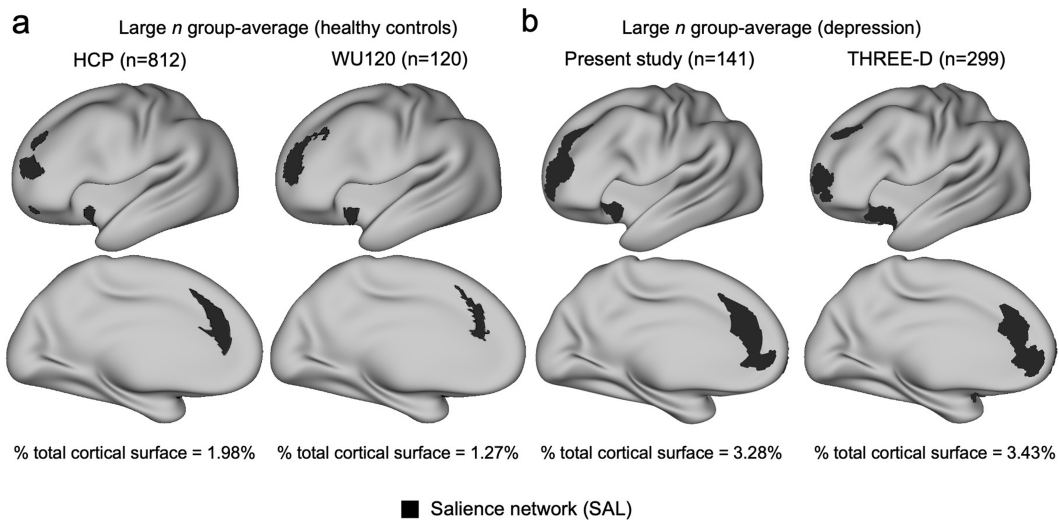 a
Large n group-average (healthy controls)
HCP (n=812)
WU120 (n=120)
% total cortical surface = 1.98%
% total cortical surface = 1.27%
b
Large n group-average (depression)
Present study (n=141)
THREE-D (n=299)
% total cortical surface = 3.28%
% total cortical surface = 3.43%
Salience network (SAL)